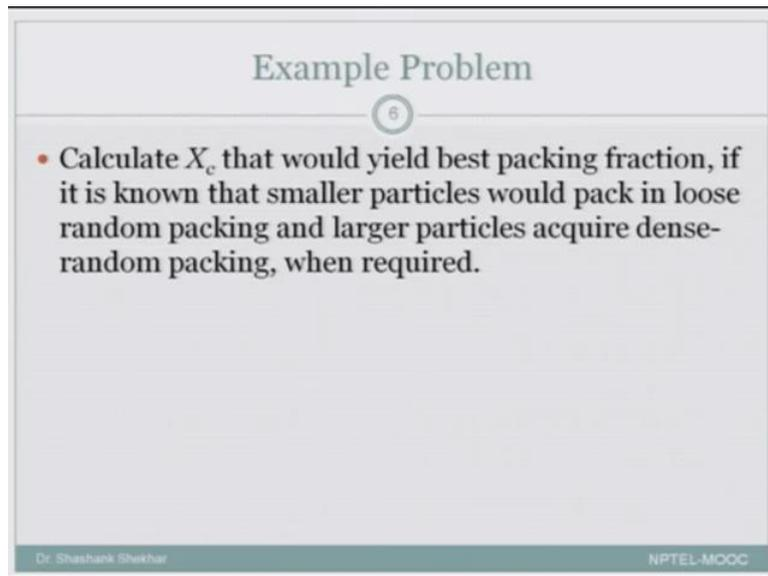 Example Problem
6
• Calculate Xc that would yield best packing fraction, if
it is known that smaller particles would pack in loose
random packing and larger particles acquire dense-
random packing, when required.
Dr. Shashank Shekhar
NPTEL-MOOC